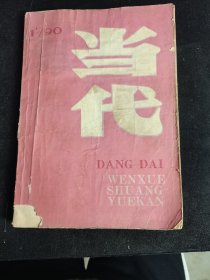 1'90
当代
DANG DAI
WENXUE
SHUANG
YUEKAN